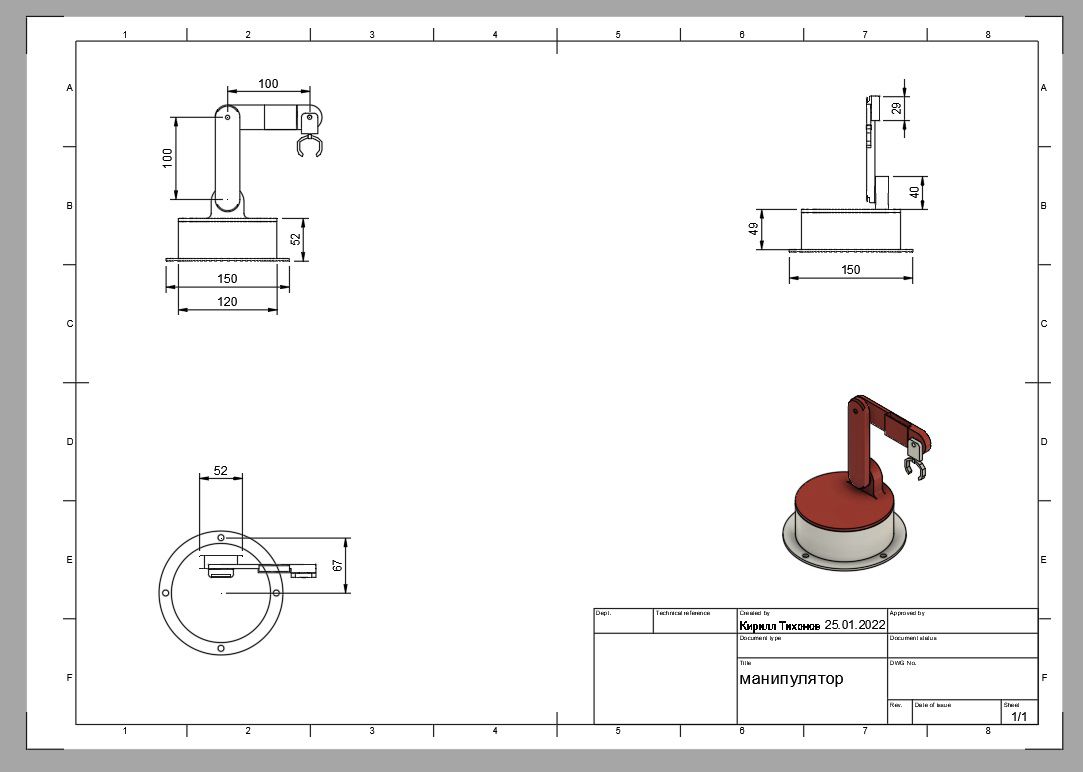 1 2 3 4 5 6 7 8
A A
100
29
100
40
B B
52
49
150
150
120
C C
D D
52
E E
67
Dept. Technical reference Created by Approved by
Кирилл Тихонов 25.01.2022
Document type Document status
Title DWG No.
манипулятор
F F
Rev. Date of issue Sheet
1/1
1 2 3 4 5 6 7 8